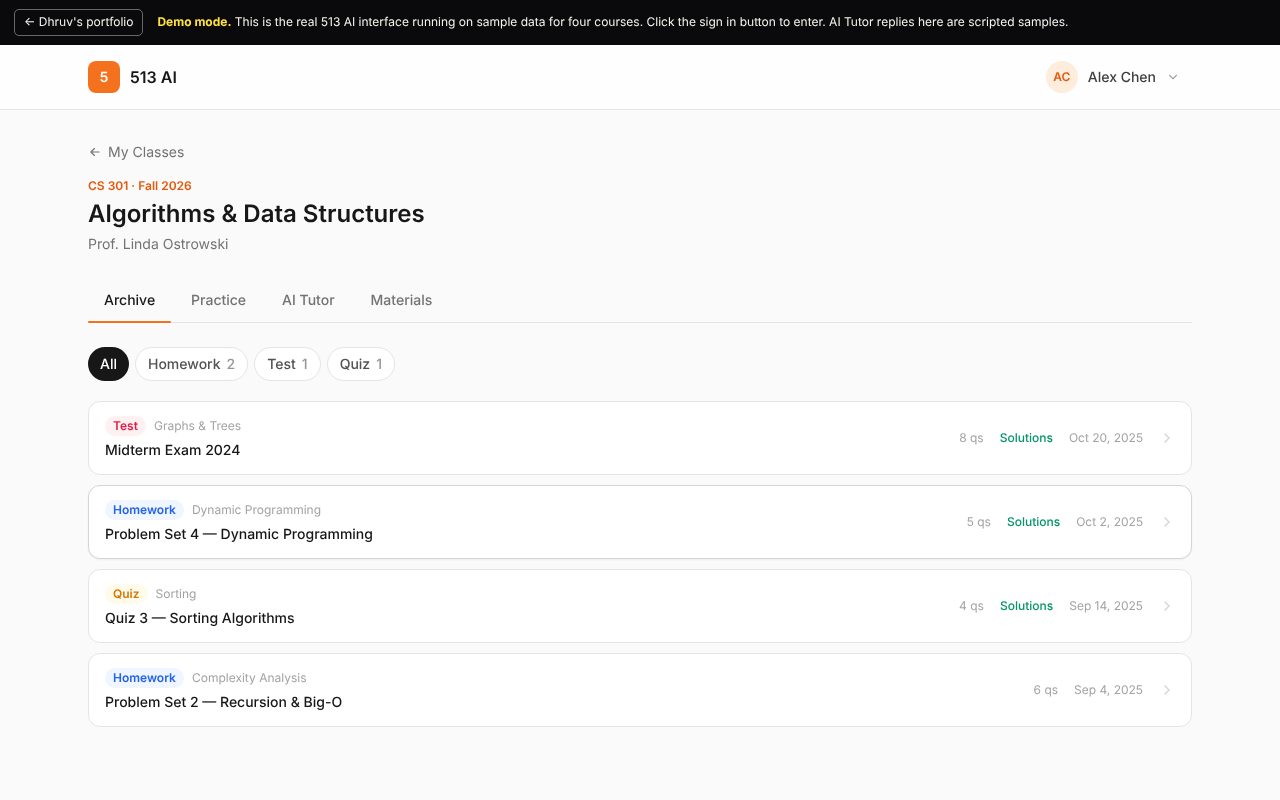 ← Dhruv's portfolio
Demo mode. This is the real 513 AI interface running on sample data for four courses. Click the sign in button to enter. AI Tutor replies here are scripted samples.
5
513 AI
AC
Alex Chen
← My Classes
CS 301 · Fall 2026
Algorithms & Data Structures
Prof. Linda Ostrowski
Archive
Practice
AI Tutor
Materials
All
Homework 2
Test 1
Quiz 1
Test Graphs & Trees
Midterm Exam 2024
8 qs Solutions Oct 20, 2025
Homework Dynamic Programming
Problem Set 4 — Dynamic Programming
5 qs Solutions Oct 2, 2025
Quiz Sorting
Quiz 3 — Sorting Algorithms
4 qs Solutions Sep 14, 2025
Homework Complexity Analysis
Problem Set 2 — Recursion & Big-O
6 qs Sep 4, 2025